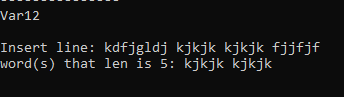 ----------------
Var12
Insert line: kdfjgldj kjkjk kjkjk fjjfjf
word(s) that len is 5: kjkjk kjkjk